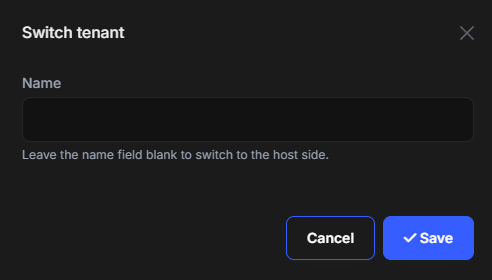 Switch tenant
Name
Leave the name field blank to switch to the host side.
Cancel
Save